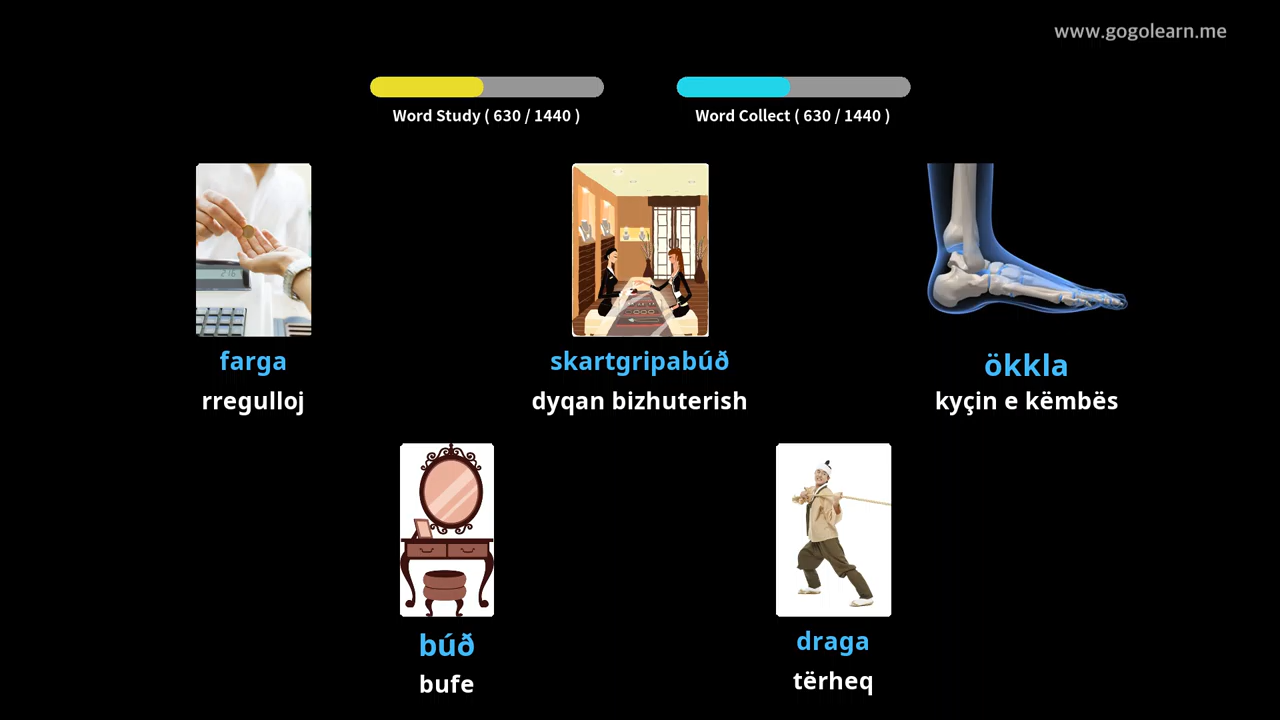 www.gogolearn.me
Word Study ( 630 / 1440 )
Word Collect ( 630 / 1440 )
farga
skartgripabúð
ökkla
rregulloj
dyqan bizhuterish
kyçin e këmbës
búð
draga
bufe
tërheq